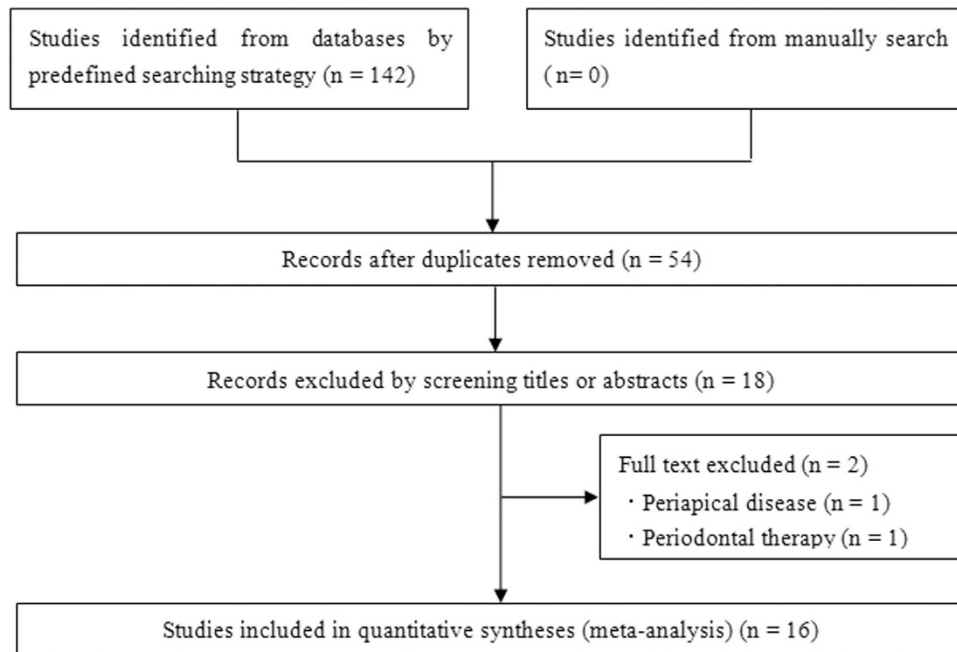 Studies identified from databases by
predefined searching strategy (n = 142)
Studies identified from manually search
( n= 0)
Records after duplicates removed (n = 54)
Records excluded by screening titles or abstracts (n = 18)
Full text excluded (n = 2)
・Periapical disease (n = 1)
・Periodontal therapy (n = 1)
Studies included in quantitative syntheses (meta-analysis) (n = 16)